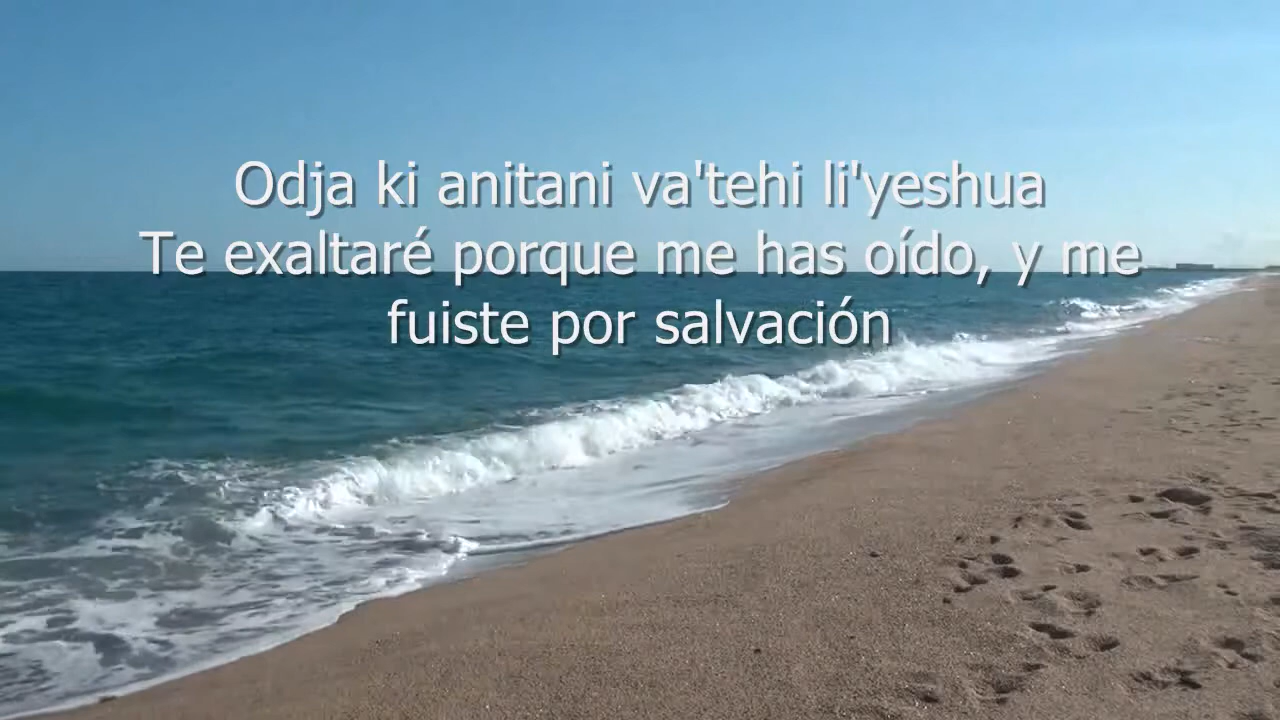 Odja ki anitani va'tehi li'yeshua
Te exaltaré porque me has oído, y me
fuiste por salvación